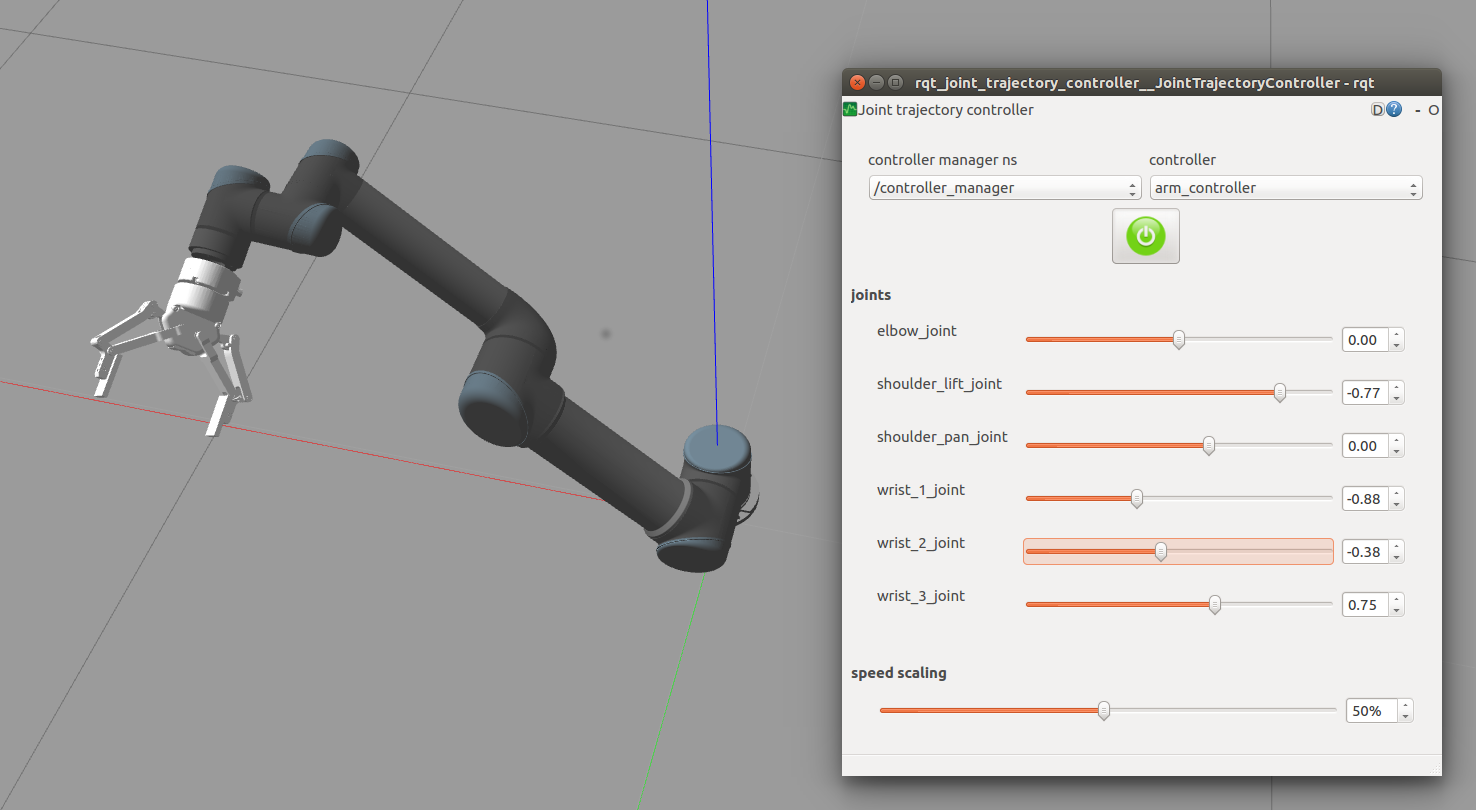 rqt_joint_trajectory_controller__JointTrajectoryController - rqt
Joint trajectory controller D ? - O
controller manager ns controller
/controller_manager arm_controller
joints
elbow_joint 0.00
shoulder_lift_joint -0.77
shoulder_pan_joint 0.00
wrist_1_joint -0.88
wrist_2_joint -0.38
wrist_3_joint 0.75
speed scaling
50%